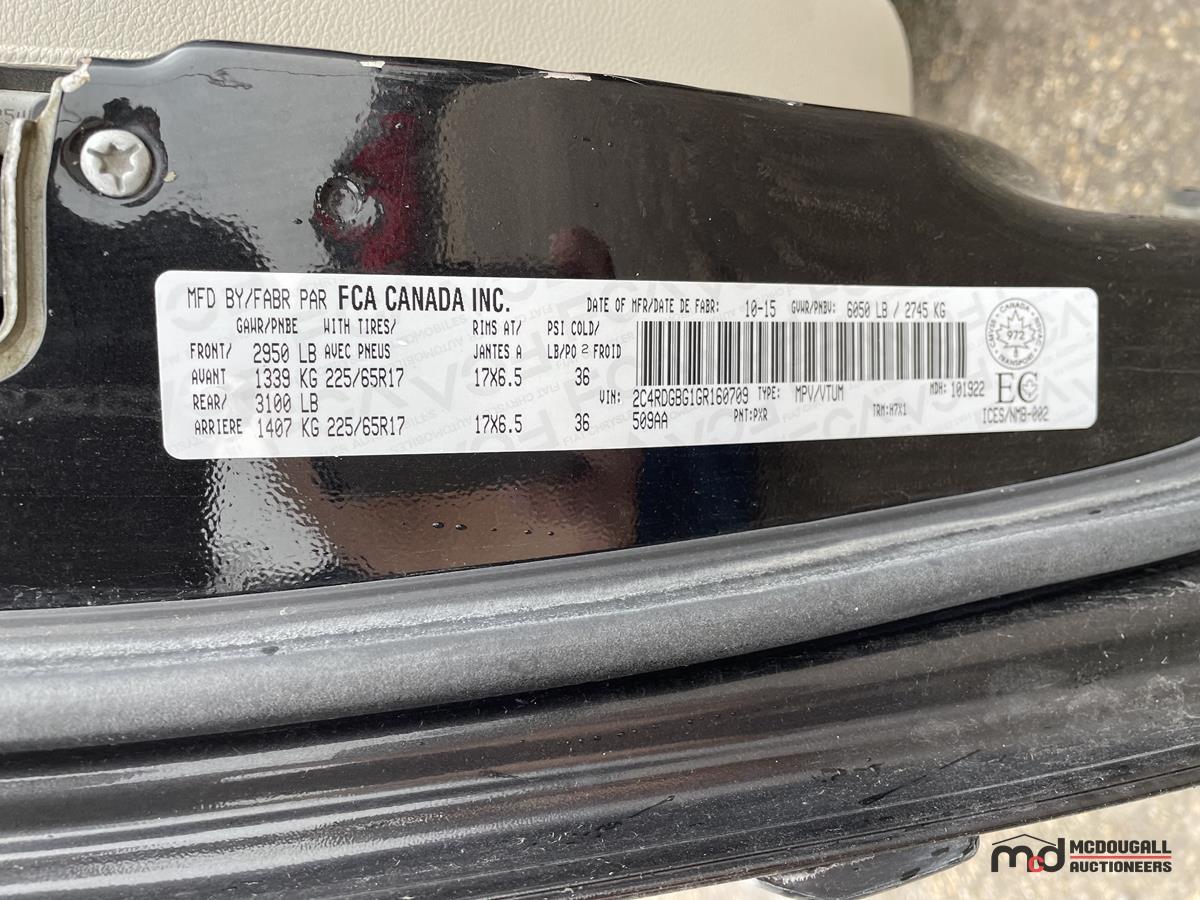 MFD BY/FABR PAR FCA CANADA INC. DATE OF MFR/DATE DE FABR: 10-15 GVWR/PNBV: 6050 LB / 2745 KG
GAWR/PNBE WITH TIRES/ RIMS AT/ PSI COLD/
FRONT/ 2950 LB AVEC PNEUS JANTES A LB/PO 2 FROID
AVANT 1339 KG 225/65R17 17X6.5 36
REAR/ 3100 LB
ARRIERE 1407 KG 225/65R17 17X6.5 36
VIN: 2C4RDGBG1GR160709 TYPE: MPV/VTUM MDH: 101922
509AA PNT:PXR TRM:H7X1
CANADA
972
TRANSPORT
EC
ICES/NMB-002
mcd MCDOUGALL
AUCTIONEERS